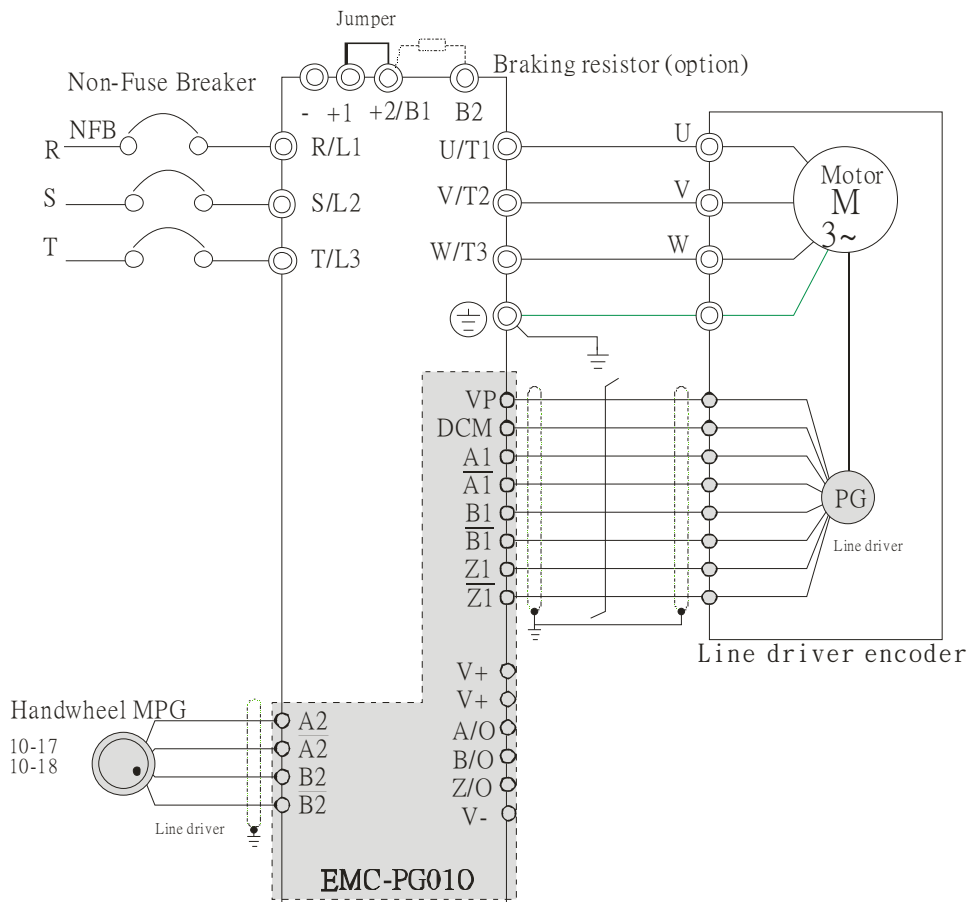 Jumper
Non-Fuse Breaker
Braking resistor (option)
- +1 +2/B1 B2
NFB
R
R/L1
U/T1
U
S
S/L2
V/T2
V
T
T/L3
W/T3
W
Motor
M
3~
VP
DCM
A1
A1
B1
B1
Z1
Z1
PG
Line driver
Line driver encoder
V+
V+
A/O
B/O
Z/O
V-
Handwheel MPG
10-17
10-18
A2
A2
B2
B2
Line driver
EMC-PG01O